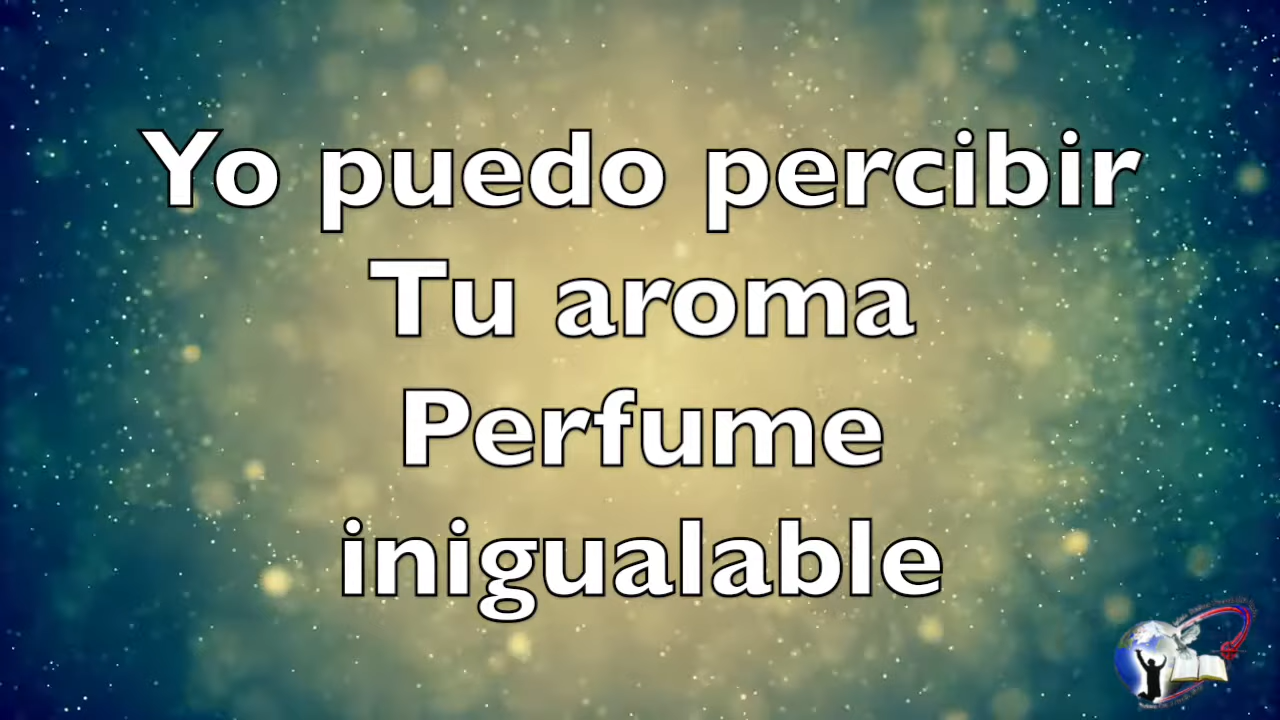 Yo puedo percibir
Tu aroma
Perfume
inigualable